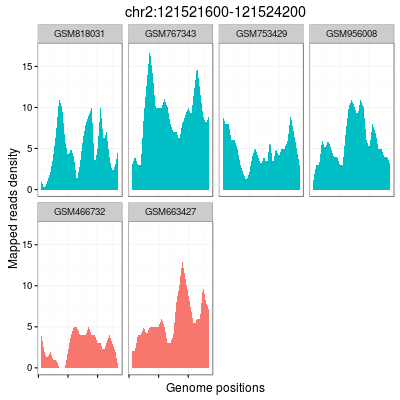 chr2:121521600-121524200
GSM818031 GSM767343 GSM753429 GSM956008
15
10
5
0
GSM466732 GSM663427
15
10
5
0
Mapped reads density
Genome positions